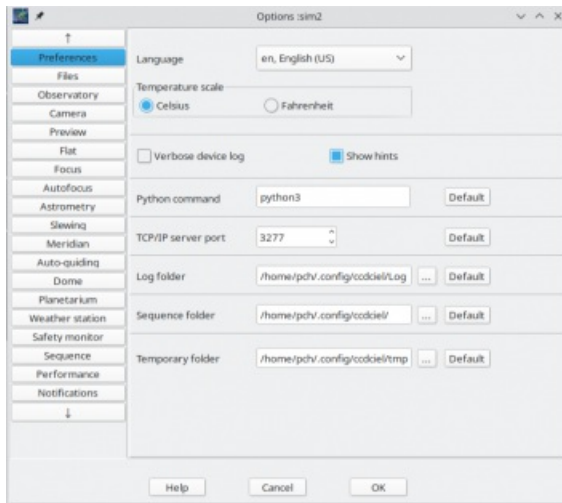 Options :sim2
↑
Preferences
Files
Observatory
Camera
Preview
Flat
Focus
Autofocus
Astrometry
Slewing
Meridian
Auto-guiding
Dome
Planetarium
Weather station
Safety monitor
Sequence
Performance
Notifications
↓
Language
en, English (US)
Temperature scale
Celsius
Fahrenheit
Verbose device log
Show hints
Python command
python3
Default
TCP/IP server port
3277
Default
Log folder
/home/pch/.config/ccdciel/Log
...
Default
Sequence folder
/home/pch/.config/ccdciel/
...
Default
Temporary folder
/home/pch/.config/ccdciel/tmp
...
Default
Help
Cancel
OK